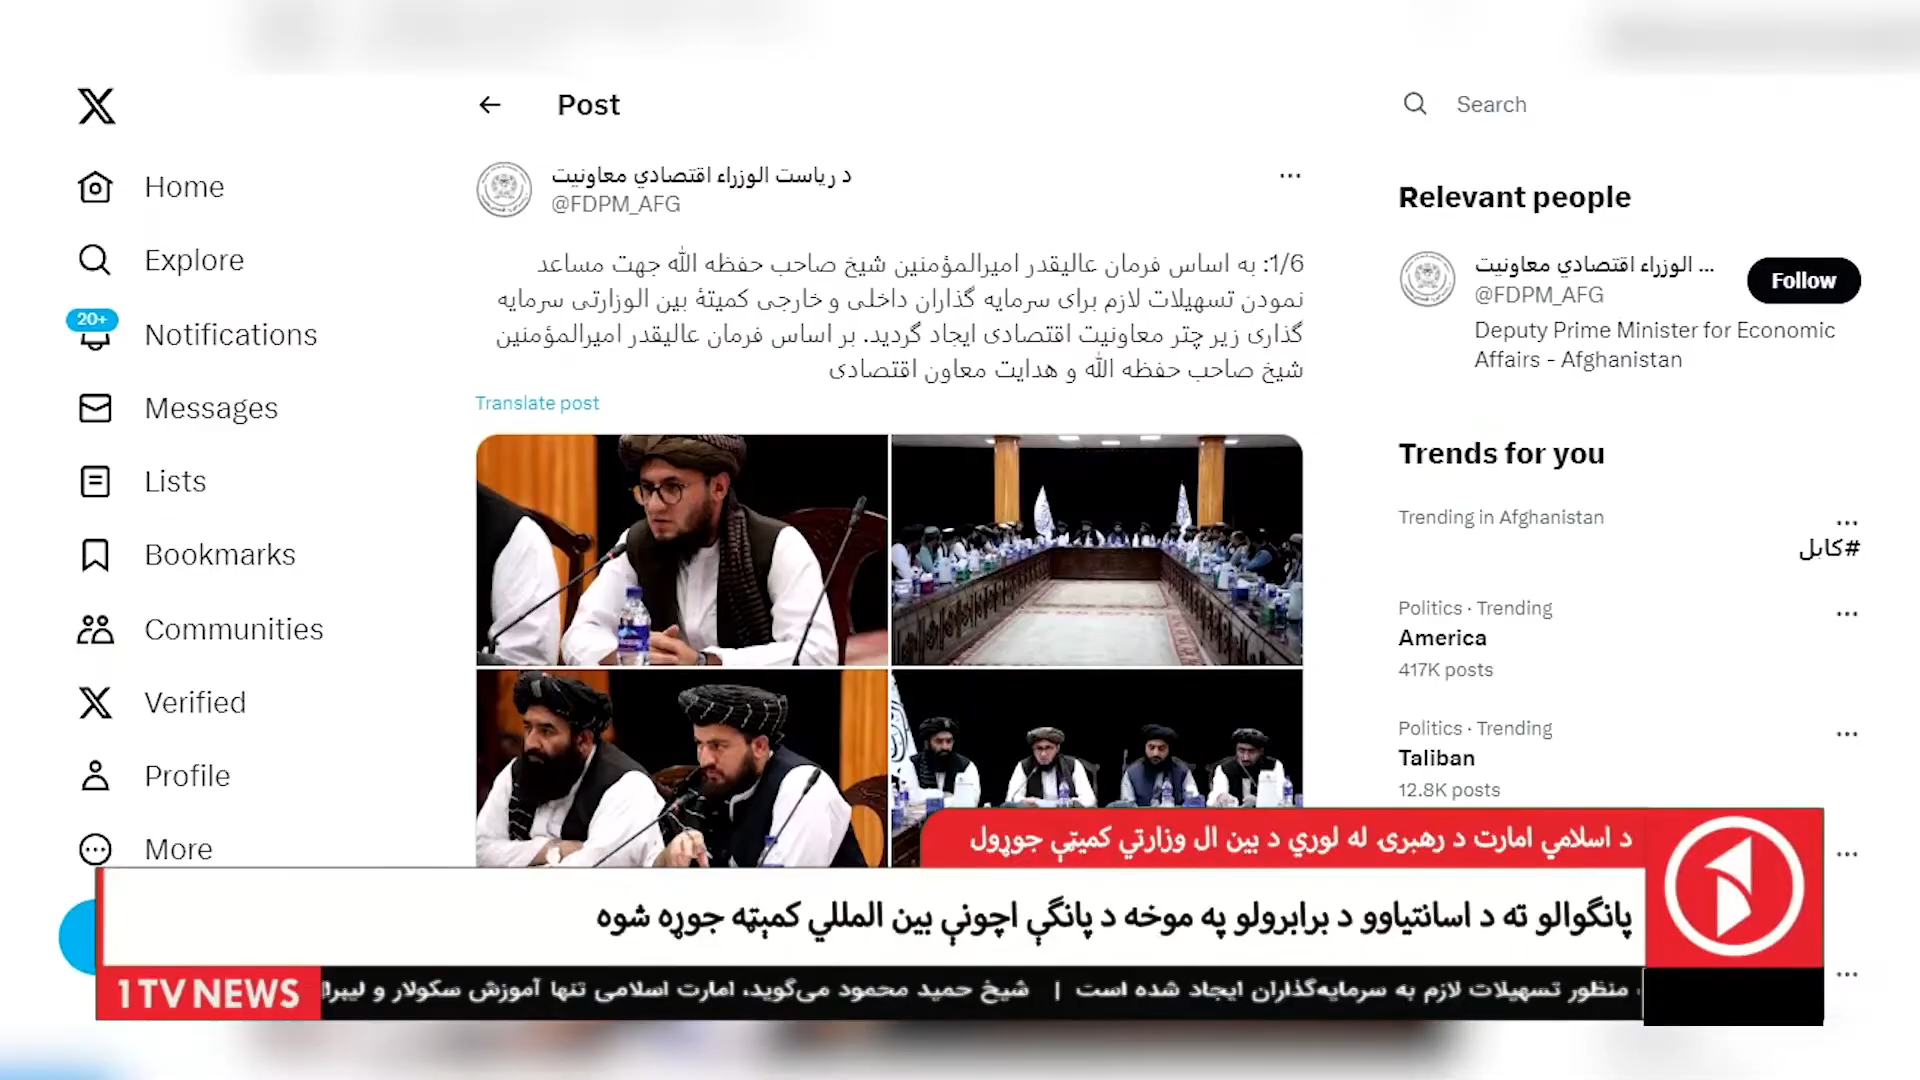 Home
Explore
20+
Notifications
Messages
Lists
Bookmarks
Communities
Verified
Profile
More
Post
د ریاست الوزراء اقتصادي معاونیت
@FDPM_AFG
1/6: به اساس فرمان عالیقدر امیرالمؤمنین شیخ صاحب حفظه الله جهت مساعد
نمودن تسهیلات لازم برای سرمایه گذاران داخلی و خارجی کمیتهٔ بین الوزارتی سرمایه
گذاری زیر چتر معاونیت اقتصادی ایجاد گردید. بر اساس فرمان عالیقدر امیرالمؤمنین
شیخ صاحب حفظه الله و هدایت معاون اقتصادی
Translate post
Search
Relevant people
الوزراء اقتصادي معاونیت ...
@FDPM_AFG
Follow
Deputy Prime Minister for Economic
Affairs - Afghanistan
Trends for you
Trending in Afghanistan
#کابل
Politics · Trending
America
417K posts
Politics · Trending
Taliban
12.8K posts
د اسلامي امارت د رهبرۍ له لوري د بین ال وزارتي کمیټې جوړول
پانګوالو ته د اسانتیاوو د برابرولو په موخه د پانګې اچونې بین المللي کمېټه جوړه شوه
1TV NEWS
منظور تسهیلات لازم به سرمایه‌گذاران ایجاد شده است | شیخ حمید محمود می‌گوید، امارت اسلامی تنها آموزش سکولار و